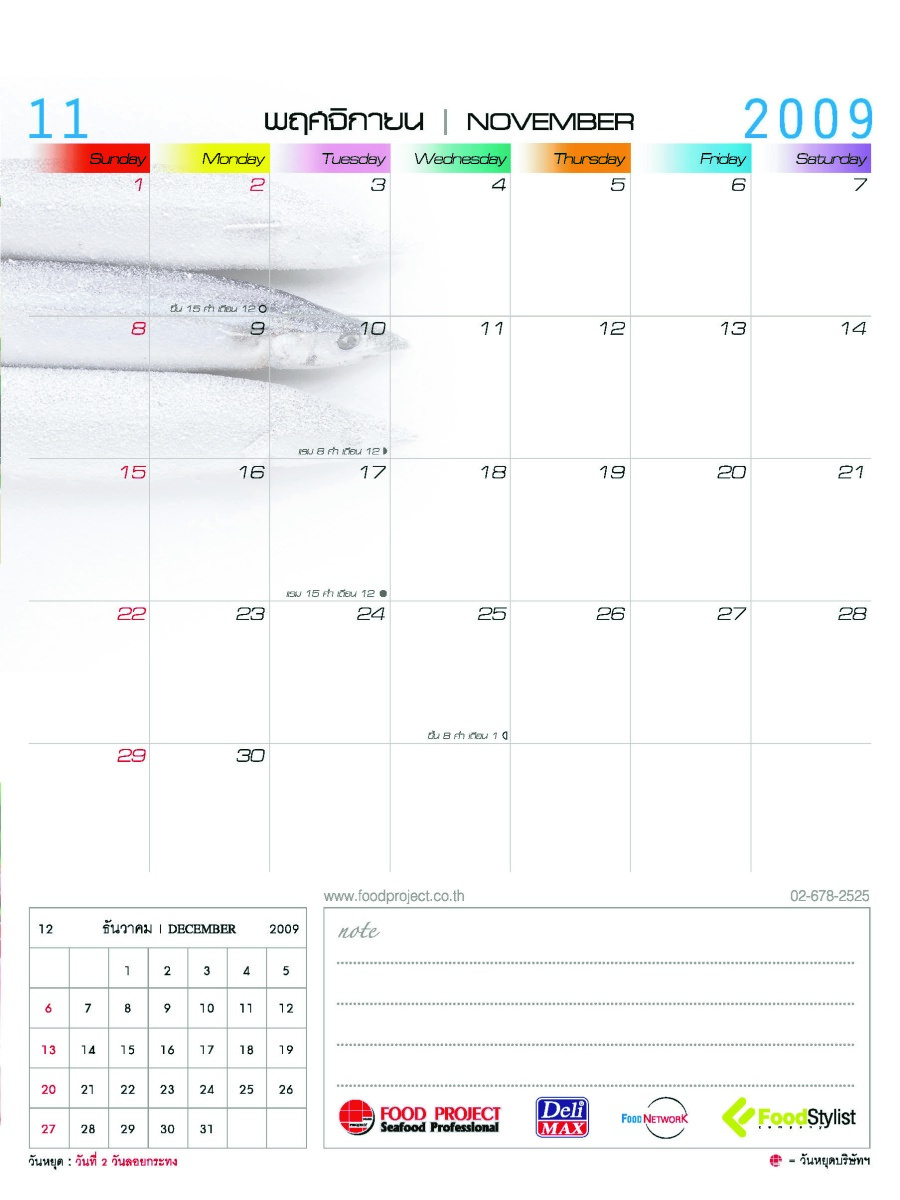 11 พฤศจิกายน | NOVEMBER 2009
Sunday Monday Tuesday Wednesday Thursday Friday Saturday
1 2 3 4 5 6 7
ขึ้น 15 ค่ำ เดือน 12
8 9 10 11 12 13 14
แรม 8 ค่ำ เดือน 12
15 16 17 18 19 20 21
แรม 15 ค่ำ เดือน 12
22 23 24 25 26 27 28
ขึ้น 8 ค่ำ เดือน 1
29 30
www.foodproject.co.th 02-678-2525
12 ธันวาคม | DECEMBER 2009
1 2 3 4 5
6 7 8 9 10 11 12
13 14 15 16 17 18 19
20 21 22 23 24 25 26
27 28 29 30 31
note
FOOD PROJECT
Seafood Professional
Deli
MAX
FOOD NETWORK
FoodStylist
company
วันหยุด : วันที่ 2 วันลอยกระทง
= วันหยุดบริษัทฯ